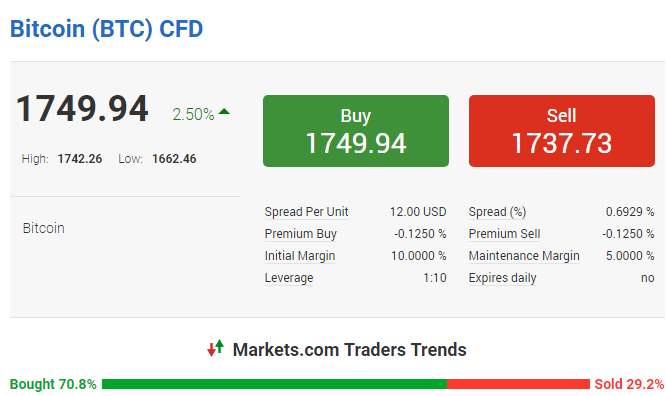 Bitcoin (BTC) CFD
1749.94 2.50%
High: 1742.26 Low: 1662.46
Bitcoin
Buy
1749.94
Sell
1737.73
Spread Per Unit 12.00 USD
Premium Buy -0.1250 %
Initial Margin 10.0000 %
Leverage 1:10
Spread (%) 0.6929 %
Premium Sell -0.1250 %
Maintenance Margin 5.0000 %
Expires daily no
Markets.com Traders Trends
Bought 70.8% Sold 29.2%